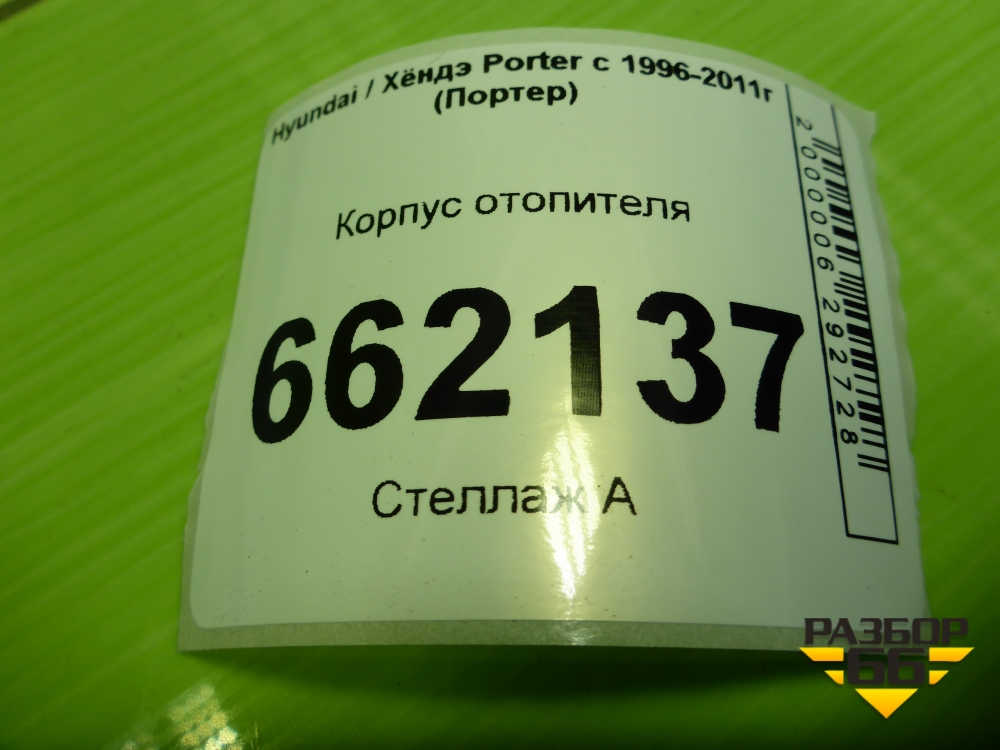 Hyundai / Хёндэ Porter с 1996-2011г
(Портер)
Корпус отопителя
662137
Стеллаж А
2000006292728
РАЗБОР
66